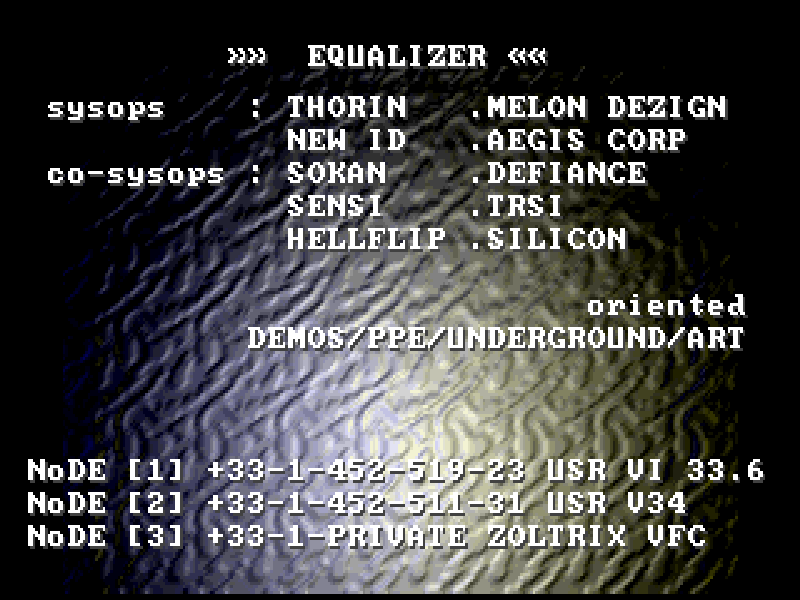 »» EQUALIZER ««
sysops : THORIN .MELON DEZIGN
NEW ID .AEGIS CORP
co-sysops : SOKAN .DEFIANCE
SENSI .TRSI
HELLFLIP .SILICON
oriented
DEMOS/PPE/UNDERGROUND/ART
NoDE [1] +33-1-452-519-23 USR VI 33.6
NoDE [2] +33-1-452-511-31 USR V34
NoDE [3] +33-1-PRIVATE ZOLTRIX VFC